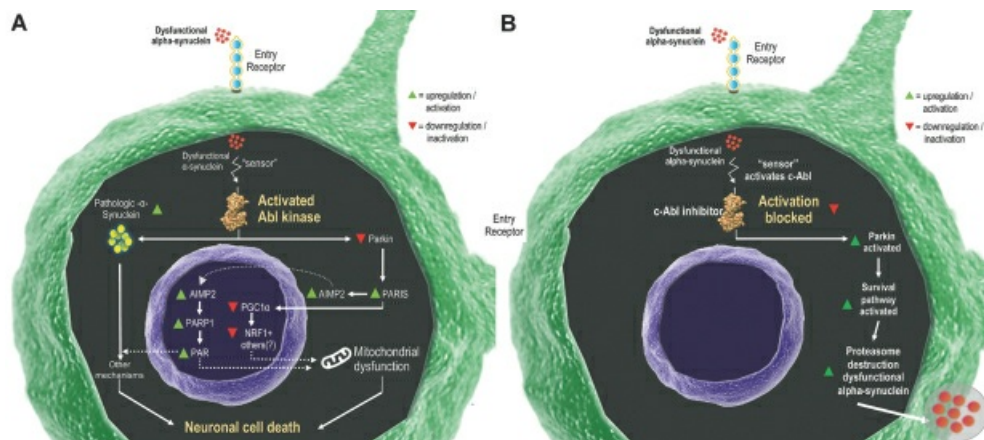 A
Dysfunctional
alpha-synuclein
Entry
Receptor
= upregulation /
activation
= downregulation /
inactivation
Dysfunctional
α-synuclein
"sensor"
Pathologic -α-
Synuclein
Activated
Abl kinase
Parkin
AIMP2
PARIS
AIMP2
PGC1α
PARP1
NRF1+
others(?)
PAR
Other
mechanisms
Mitochondrial
dysfunction
Neuronal cell death
B
Dysfunctional
alpha-synuclein
Entry
Receptor
= upregulation /
activation
= downregulation /
inactivation
Dysfunctional
alpha-synuclein
"sensor"
activates c-Abl
c-Abl inhibitor
Activation
blocked
Entry
Receptor
Parkin
activated
Survival
pathway
activated
Proteasome
destruction
dysfunctional
alpha-synuclein